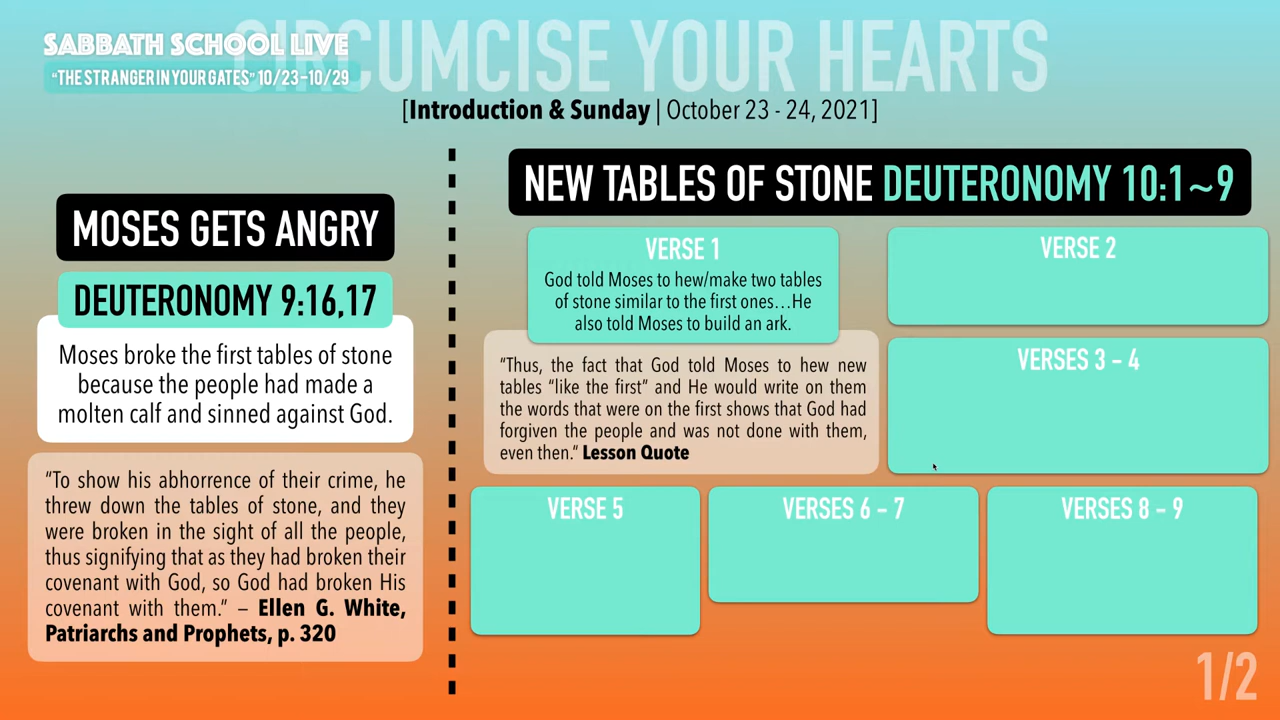 CIRCUMCISE YOUR HEARTS
SABBATH SCHOOL LIVE
"THE STRANGER IN YOUR GATES" 10/23-10/29
[Introduction & Sunday | October 23 - 24, 2021]
MOSES GETS ANGRY
DEUTERONOMY 9:16,17
Moses broke the first tables of stone
because the people had made a
molten calf and sinned against God.
“To show his abhorrence of their crime, he
threw down the tables of stone, and they
were broken in the sight of all the people,
thus signifying that as they had broken their
covenant with God, so God had broken His
covenant with them.” – Ellen G. White,
Patriarchs and Prophets, p. 320
NEW TABLES OF STONE DEUTERONOMY 10:1~9
VERSE 1
God told Moses to hew/make two tables
of stone similar to the first ones…He
also told Moses to build an ark.
“Thus, the fact that God told Moses to hew new
tables “like the first” and He would write on them
the words that were on the first shows that God had
forgiven the people and was not done with them,
even then.“ Lesson Quote
VERSE 2
VERSES 3 – 4
VERSE 5
VERSES 6 – 7
VERSES 8 – 9
1/2